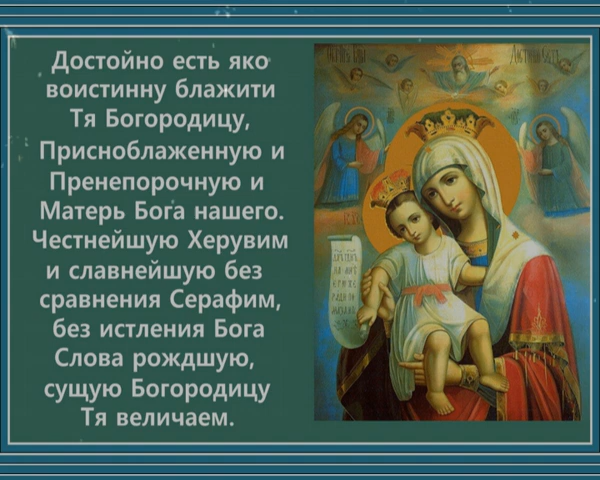 Достойно есть яко
воистинну блажити
Тя Богородицу,
Присноблаженную и
Пренепорочную и
Матерь Бога нашего.
Честнейшую Херувим
и славнейшую без
сравнения Серафим,
без истления Бога
Слова рождшую,
сущую Богородицу
Тя величаем.